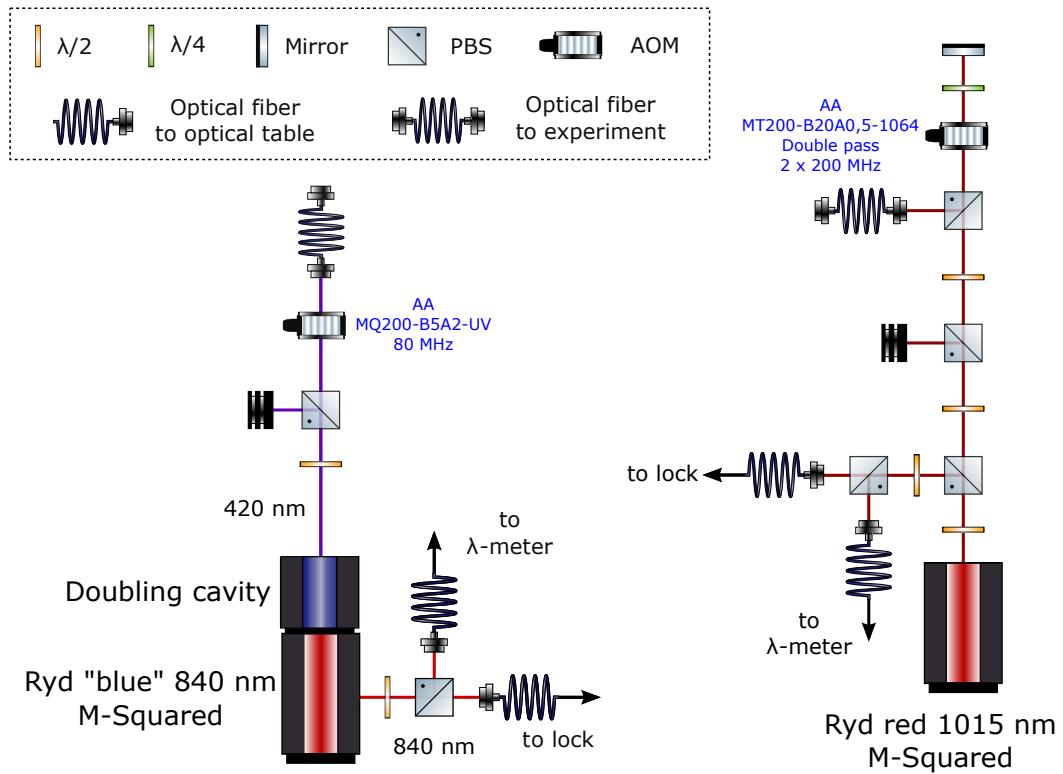 λ/2
λ/4
Mirror
PBS
AOM
Optical fiber
to optical table
Optical fiber
to experiment
AA
MT200-B20A0,5-1064
Double pass
2 x 200 MHz
AA
MQ200-B5A2-UV
80 MHz
420 nm
to
λ-meter
Doubling cavity
Ryd "blue" 840 nm
M-Squared
840 nm
to lock
to lock
to
λ-meter
Ryd red 1015 nm
M-Squared